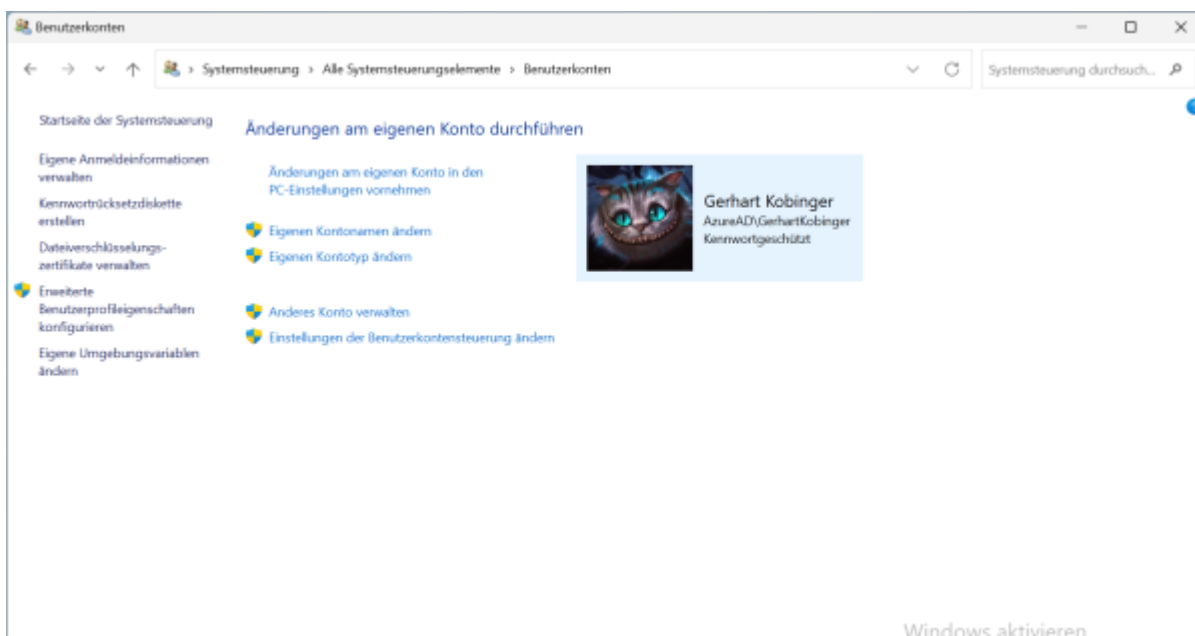 Benutzerkonten
Systemsteuerung > Alle Systemsteuerungselemente > Benutzerkonten
Systemsteuerung durchsuch...
Startseite der Systemsteuerung
Eigene Anmeldeinformationen
verwalten
Kennwortrücksetzdiskette
erstellen
Dateiverschlüsselungs-
zertifikate verwalten
Erweiterte
Benutzerprofileigenschaften
konfigurieren
Eigene Umgebungsvariablen
ändern
Änderungen am eigenen Konto durchführen
Änderungen am eigenen Konto in den
PC-Einstellungen vornehmen
Eigenen Kontonamen ändern
Eigenen Kontotyp ändern
Anderes Konto verwalten
Einstellungen der Benutzerkontensteuerung ändern
Gerhart Kobinger
AzureAD\GerhartKobinger
Kennwortgeschützt
Windows aktivieren